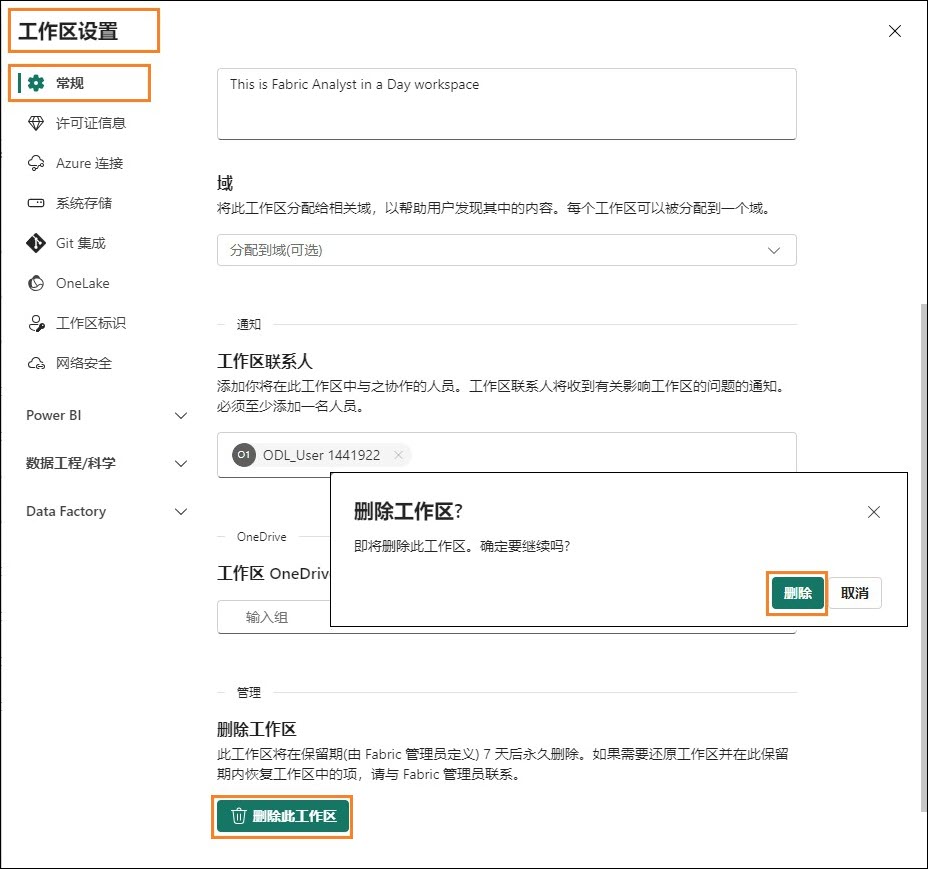 工作区设置
常规
许可证信息
Azure 连接
系统存储
Git 集成
OneLake
工作区标识
网络安全
Power BI
数据工程/科学
Data Factory
This is Fabric Analyst in a Day workspace
域
将此工作区分配给相关域，以帮助用户发现其中的内容。每个工作区可以被分配到一个域。
分配到域(可选)
通知
工作区联系人
添加你将在此工作区中与之协作的人员。工作区联系人将收到有关影响工作区的问题的通知。
必须至少添加一名人员。
O1 ODL_User 1441922
OneDrive
工作区 OneDriv
输入组
删除工作区?
即将删除此工作区。确定要继续吗?
删除 取消
管理
删除工作区
此工作区将在保留期(由 Fabric 管理员定义) 7 天后永久删除。如果需要还原工作区并在此保留
期内恢复工作区中的项，请与 Fabric 管理员联系。
删除此工作区